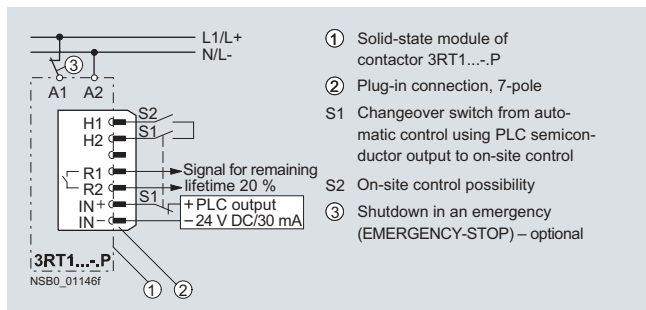 L1/L+
N/L-
③
A1 A2
S2
H1
S1
H2
R1
R2
Signal for remaining
lifetime 20 %
S1
IN+
IN−
+ PLC output
− 24 V DC/30 mA
3RT1...-.P
NSB0_01146f
① ②
① Solid-state module of
contactor 3RT1...-.P
② Plug-in connection, 7-pole
S1 Changeover switch from auto-
matic control using PLC semicon-
ductor output to on-site control
S2 On-site control possibility
③ Shutdown in an emergency
(EMERGENCY-STOP) – optional